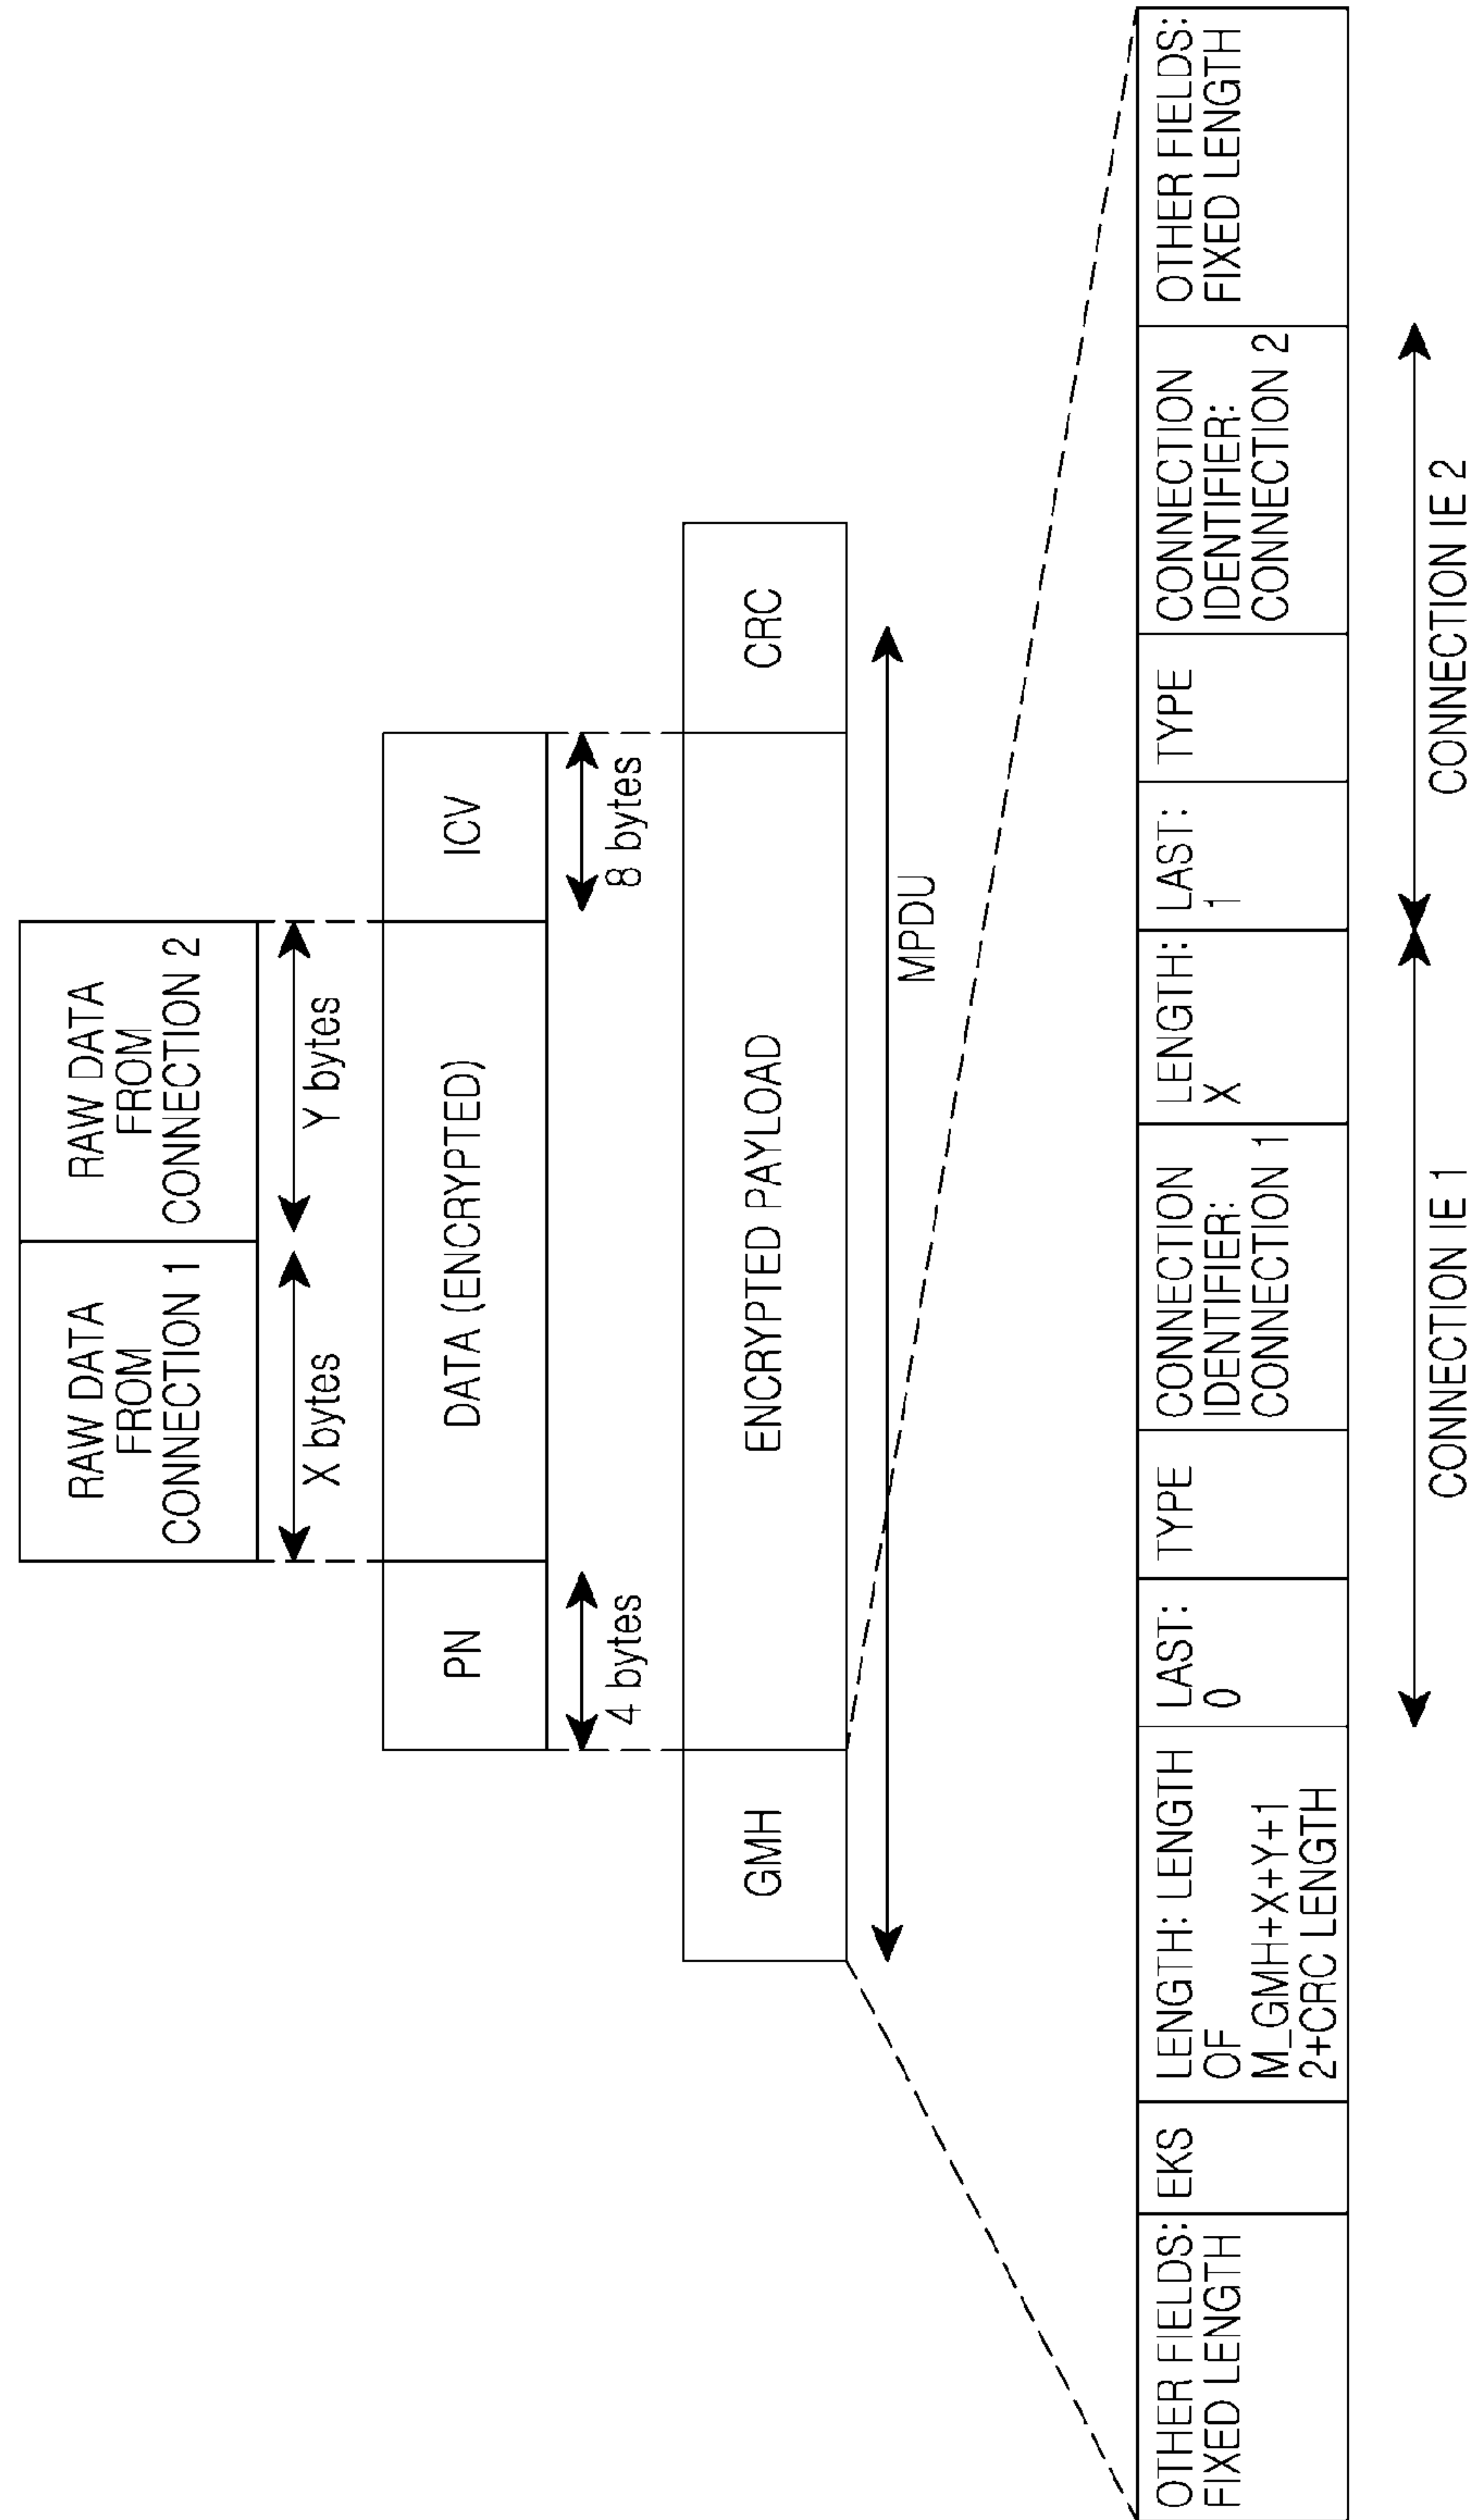 RAW DATA
FROM
CONNECTION 1
RAW DATA
FROM
CONNECTION 2
X bytes
Y bytes
PN
DATA (ENCRYPTED)
ICV
4 bytes
8 bytes
GMH
ENCRYPTED PAYLOAD
CRC
MPDU
OTHER FIELDS:
FIXED LENGTH
EKS
LENGTH: LENGTH
OF
M_GMH+X+Y+1
2+CRC LENGTH
LAST:
0
TYPE
CONNECTION
IDENTIFIER:
CONNECTION 1
LENGTH:
X
LAST:
1
TYPE
CONNECTION
IDENTIFIER:
CONNECTION 2
OTHER FIELDS:
FIXED LENGTH
CONNECTION IE 1
CONNECTION IE 2